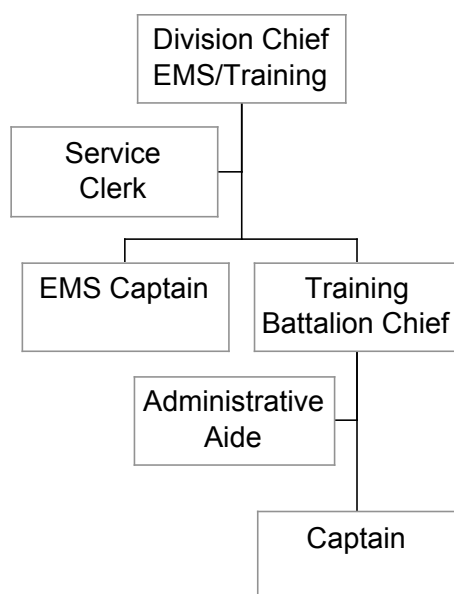 Division Chief
EMS/Training
Service
Clerk
EMS Captain
Training
Battalion Chief
Administrative
Aide
Captain